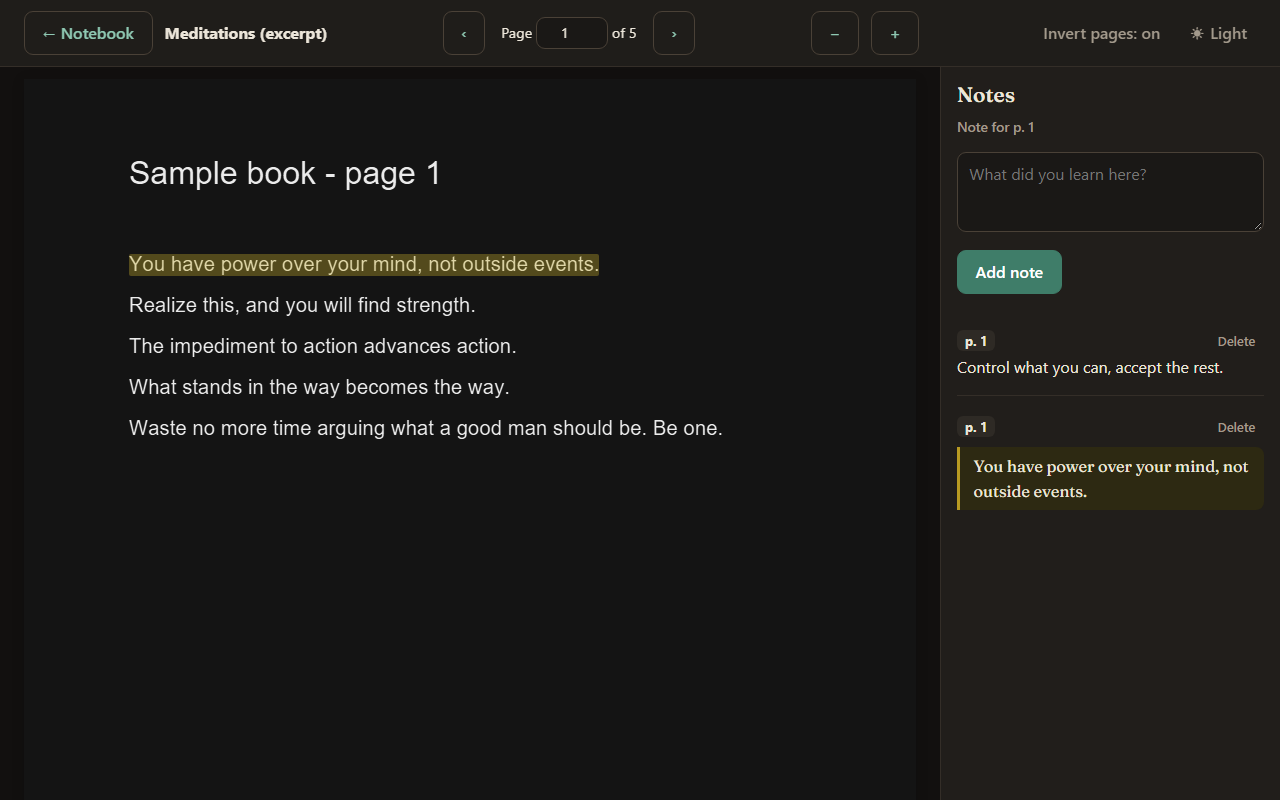 ← Notebook
Meditations (excerpt)
‹
Page 1 of 5
›
−
+
Invert pages: on
☀ Light
Sample book - page 1
You have power over your mind, not outside events.
Realize this, and you will find strength.
The impediment to action advances action.
What stands in the way becomes the way.
Waste no more time arguing what a good man should be. Be one.
Notes
Note for p. 1
What did you learn here?
Add note
p. 1 Delete
Control what you can, accept the rest.
p. 1 Delete
You have power over your mind, not
outside events.